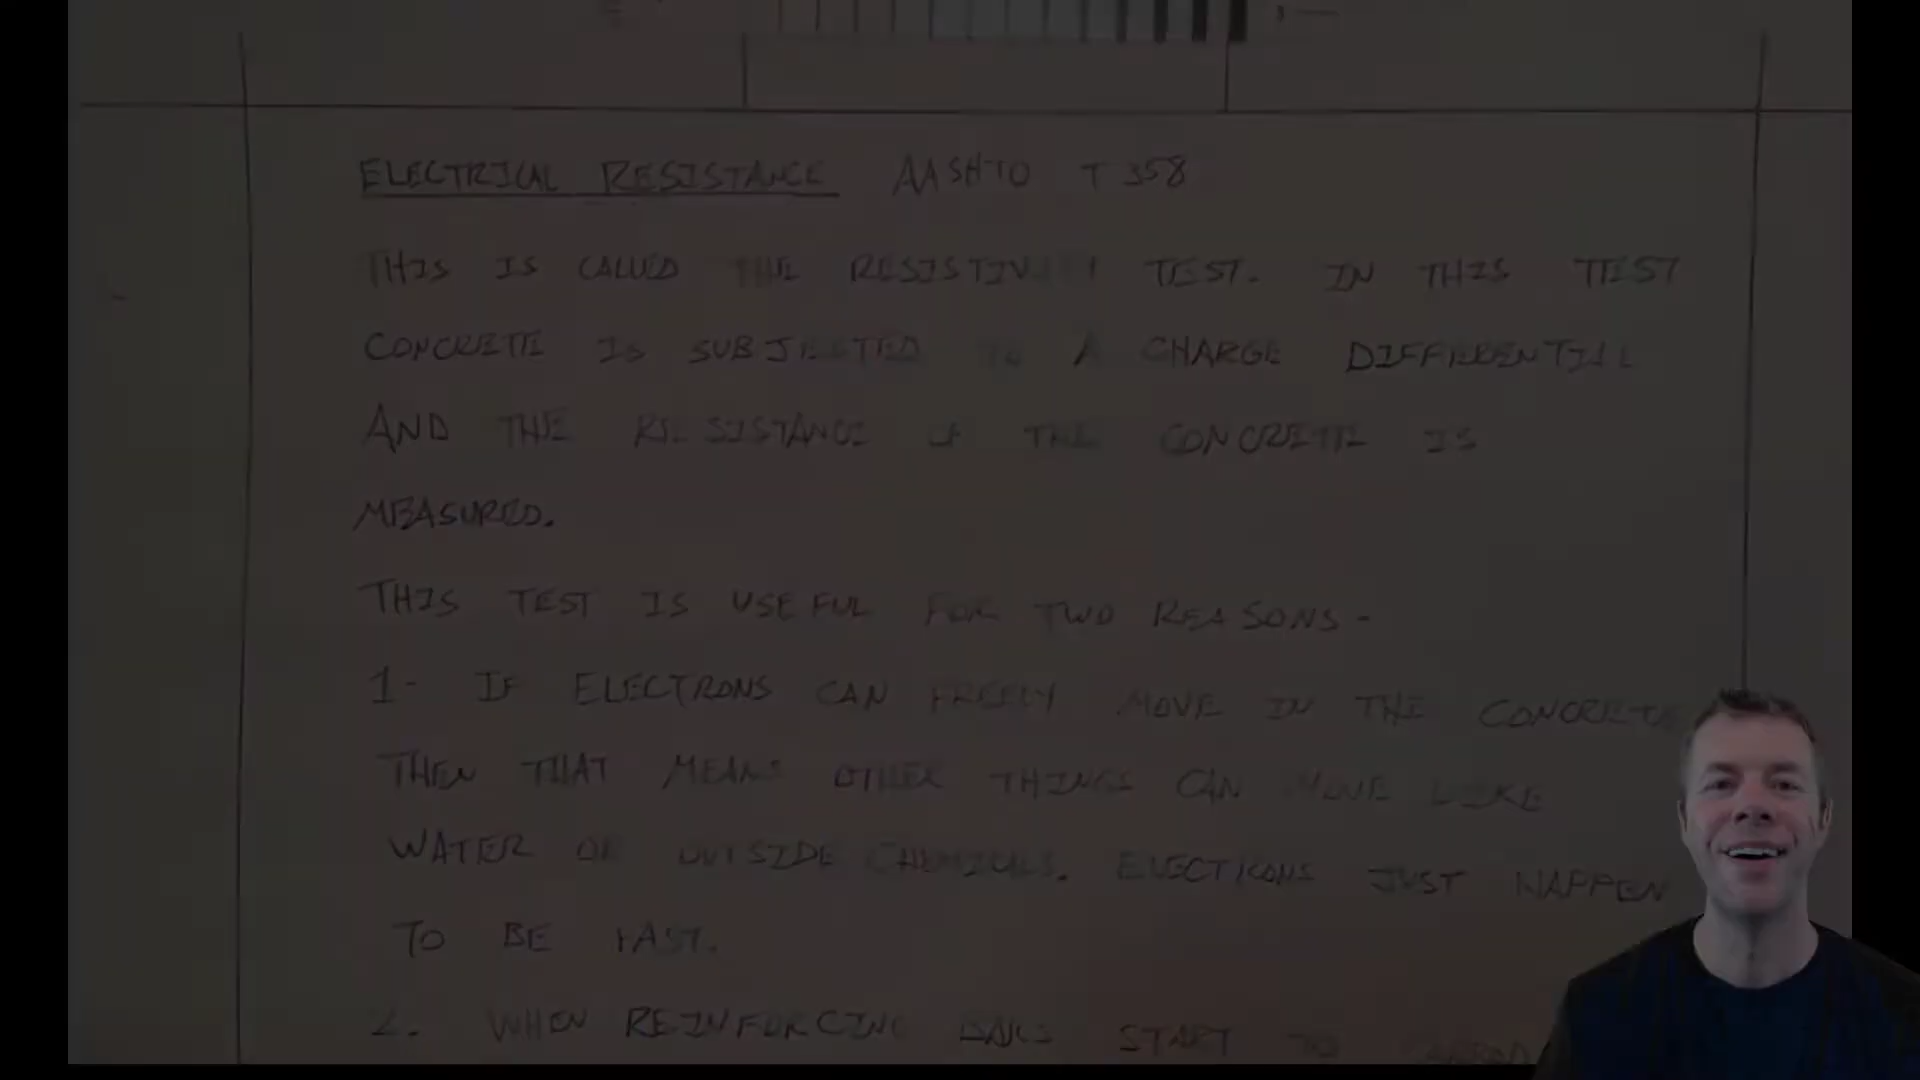 ELECTRICAL RESISTANCE AASHTO T 358
THIS IS CALLED THE RESISTIVITY TEST. IN THIS TEST
CONCRETE IS SUBJECTED TO A CHARGE DIFFERENTIAL
AND THE RESISTANCE OF THE CONCRETE IS
MEASURED.
THIS TEST IS USEFUL FOR TWO REASONS-
1- IF ELECTRONS CAN FREELY MOVE IN THE CONCRETE
THEN THAT MEANS OTHER THINGS CAN MOVE LIKE
WATER OR OUTSIDE CHEMICALS. ELECTRONS JUST HAPPEN
TO BE FAST.
2. WHEN REINFORCING BARS START TO